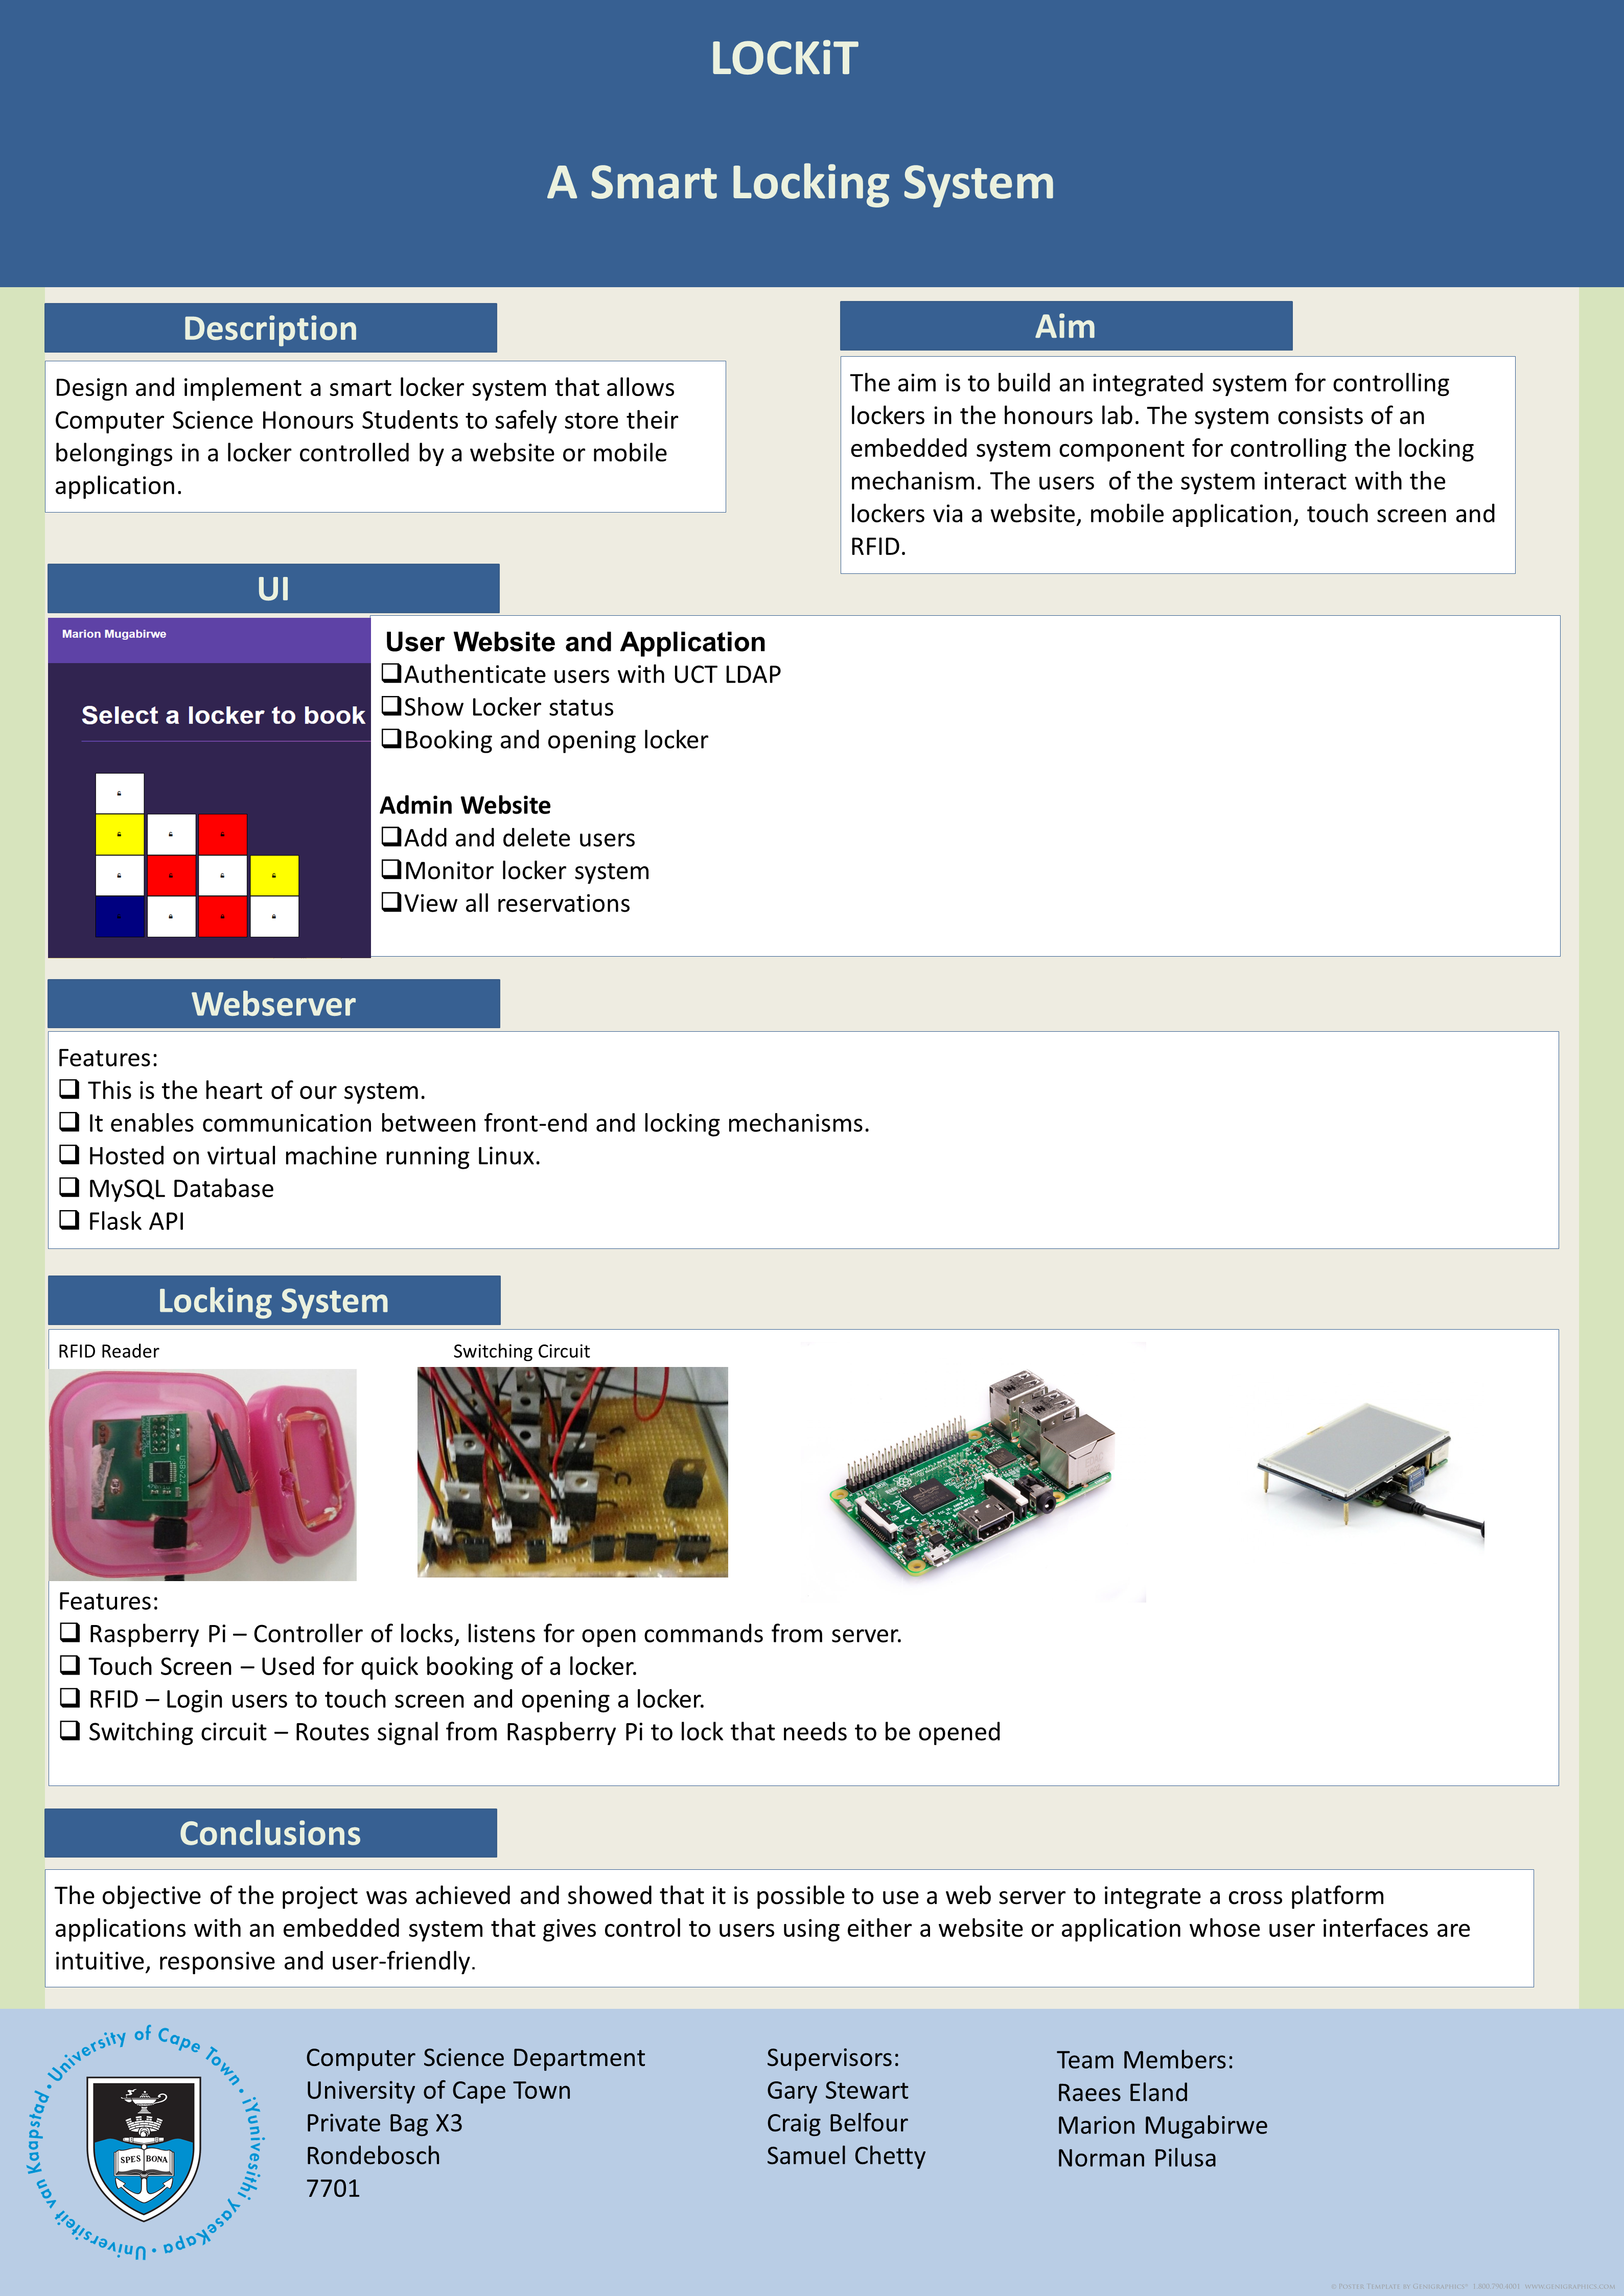 LOCKiT
A Smart Locking System
Description
Design and implement a smart locker system that allows
Computer Science Honours Students to safely store their
belongings in a locker controlled by a website or mobile
application.
Aim
The aim is to build an integrated system for controlling
lockers in the honours lab. The system consists of an
embedded system component for controlling the locking
mechanism. The users  of the system interact with the
lockers via a website, mobile application, touch screen and
RFID.
UI
Marion Mugabirwe
Select a locker to book
User Website and Application
❑Authenticate users with UCT LDAP
❑Show Locker status
❑Booking and opening locker
Admin Website
❑Add and delete users
❑Monitor locker system
❑View all reservations
Webserver
Features:
❑ This is the heart of our system.
❑ It enables communication between front-end and locking mechanisms.
❑ Hosted on virtual machine running Linux.
❑ MySQL Database
❑ Flask API
Locking System
RFID Reader
Switching Circuit
Features:
❑ Raspberry Pi – Controller of locks, listens for open commands from server.
❑ Touch Screen – Used for quick booking of a locker.
❑ RFID – Login users to touch screen and opening a locker.
❑ Switching circuit – Routes signal from Raspberry Pi to lock that needs to be opened
Conclusions
The objective of the project was achieved and showed that it is possible to use a web server to integrate a cross platform
applications with an embedded system that gives control to users using either a website or application whose user interfaces are
intuitive, responsive and user-friendly.
University of Cape Town • iYunivesithi yaseKapa • Universiteit van Kaapstad •
SPES BONA
Computer Science Department
University of Cape Town
Private Bag X3
Rondebosch
7701
Supervisors:
Gary Stewart
Craig Belfour
Samuel Chetty
Team Members:
Raees Eland
Marion Mugabirwe
Norman Pilusa
© POSTER TEMPLATE BY GENIGRAPHICS® 1.800.790.4001 WWW.GENIGRAPHICS.COM